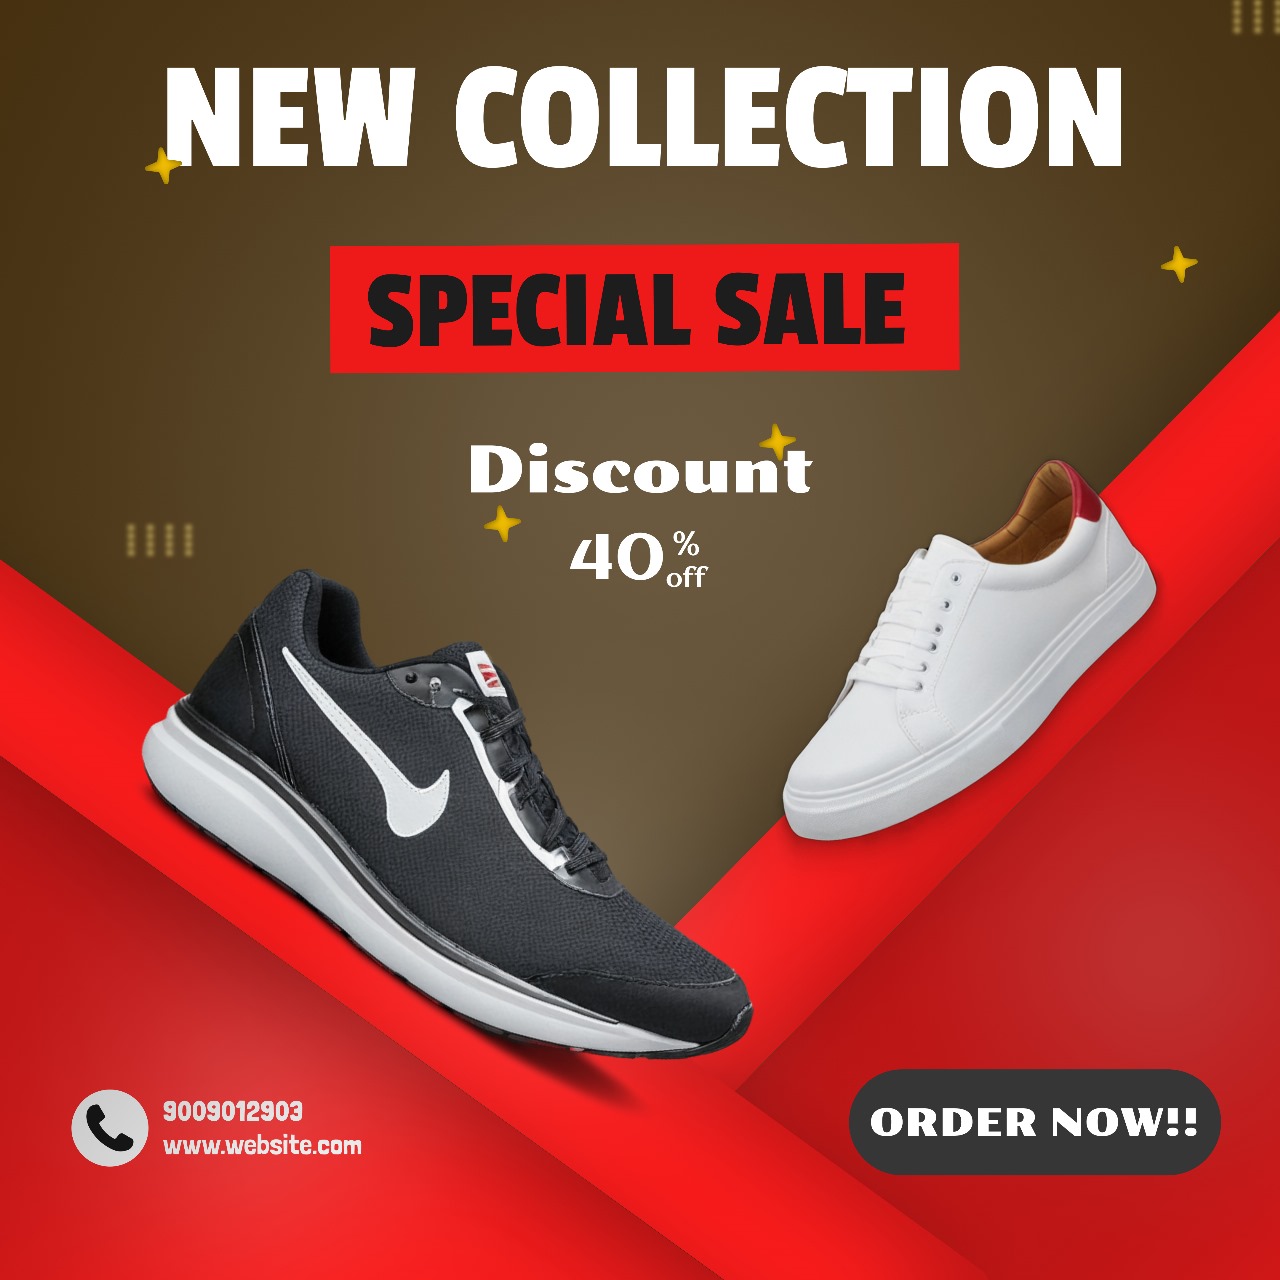 NEW COLLECTION
SPECIAL SALE
Discount
40%
off
9009012903
www.website.com
ORDER NOW!!